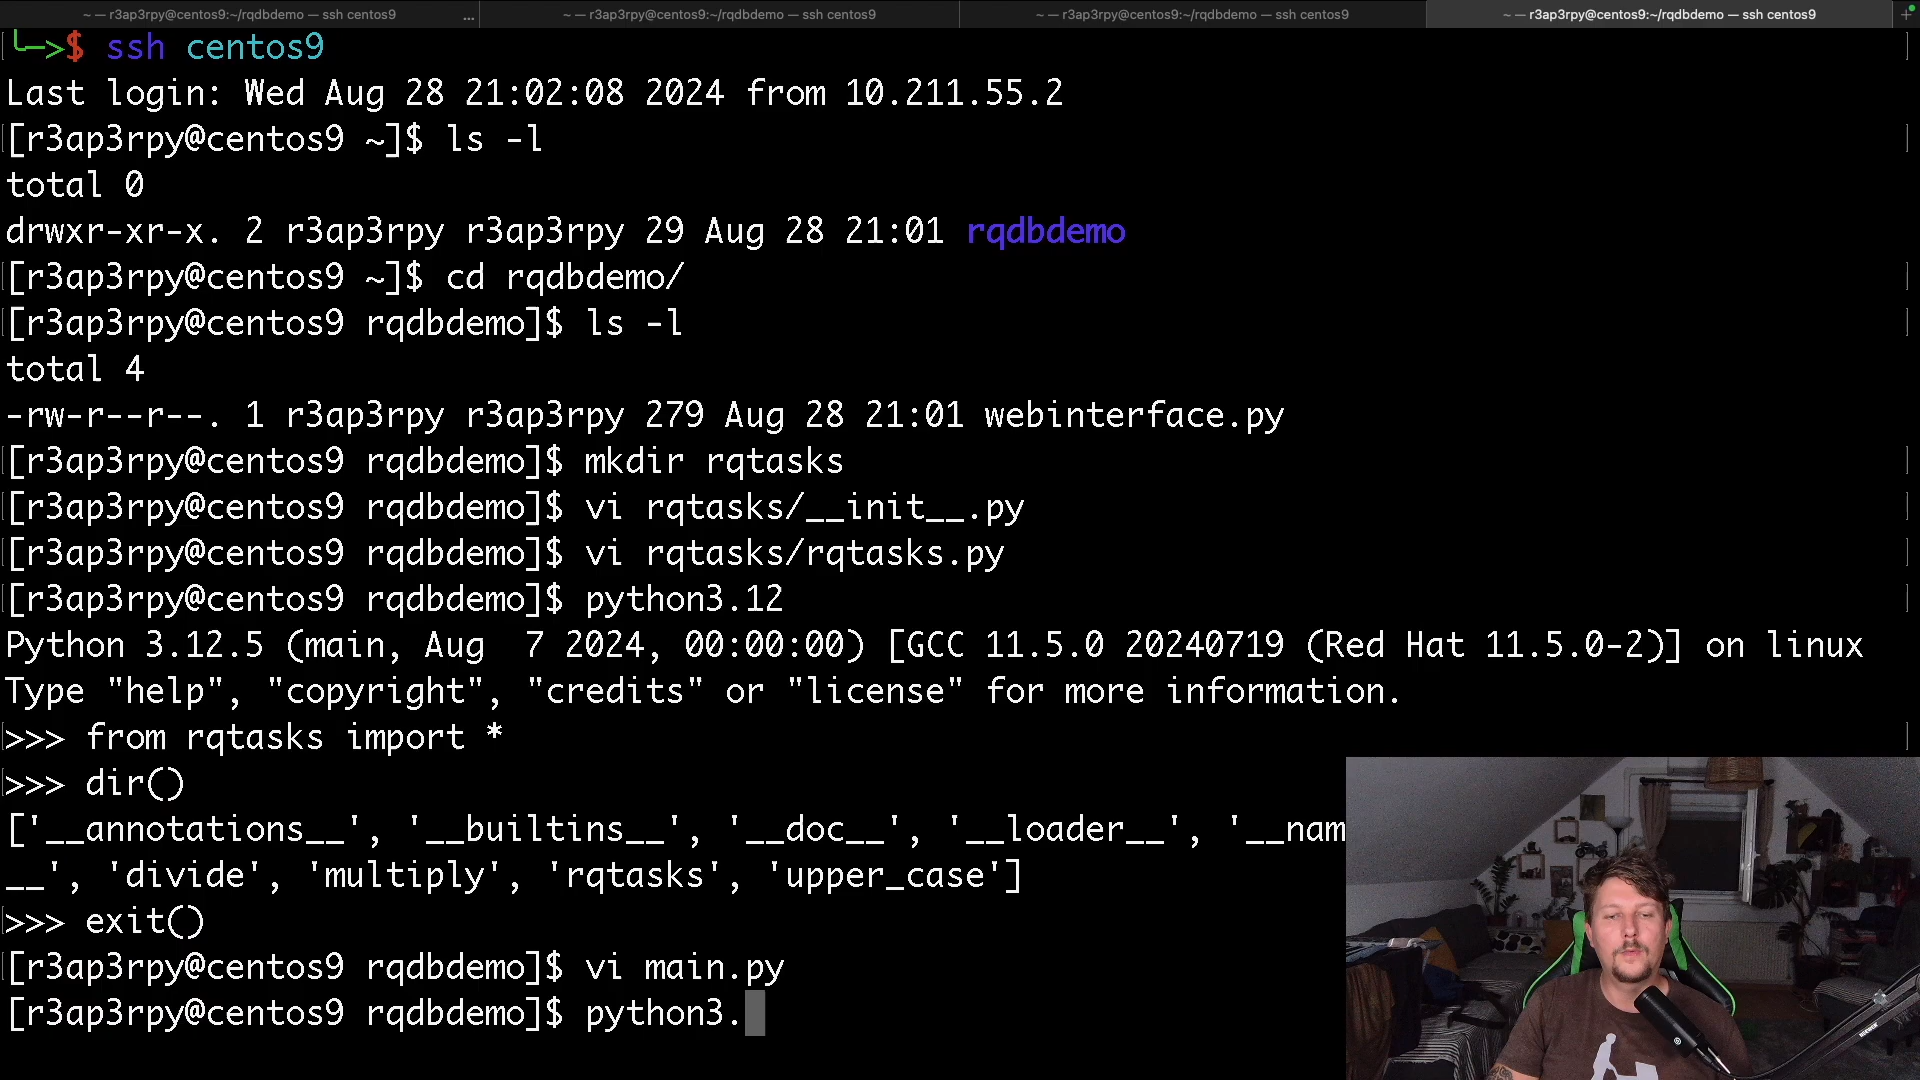 ~ — r3ap3rpy@centos9:~/rqdbdemo — ssh centos9 ...
~ — r3ap3rpy@centos9:~/rqdbdemo — ssh centos9
~ — r3ap3rpy@centos9:~/rqdbdemo — ssh centos9
~ — r3ap3rpy@centos9:~/rqdbdemo — ssh centos9 +
└─>$ ssh centos9
Last login: Wed Aug 28 21:02:08 2024 from 10.211.55.2
[r3ap3rpy@centos9 ~]$ ls -l
total 0
drwxr-xr-x. 2 r3ap3rpy r3ap3rpy 29 Aug 28 21:01 rqdbdemo
[r3ap3rpy@centos9 ~]$ cd rqdbdemo/
[r3ap3rpy@centos9 rqdbdemo]$ ls -l
total 4
-rw-r--r--. 1 r3ap3rpy r3ap3rpy 279 Aug 28 21:01 webinterface.py
[r3ap3rpy@centos9 rqdbdemo]$ mkdir rqtasks
[r3ap3rpy@centos9 rqdbdemo]$ vi rqtasks/__init__.py
[r3ap3rpy@centos9 rqdbdemo]$ vi rqtasks/rqtasks.py
[r3ap3rpy@centos9 rqdbdemo]$ python3.12
Python 3.12.5 (main, Aug  7 2024, 00:00:00) [GCC 11.5.0 20240719 (Red Hat 11.5.0-2)] on linux
Type "help", "copyright", "credits" or "license" for more information.
>>> from rqtasks import *
>>> dir()
['__annotations__', '__builtins__', '__doc__', '__loader__', '__nam
__', 'divide', 'multiply', 'rqtasks', 'upper_case']
>>> exit()
[r3ap3rpy@centos9 rqdbdemo]$ vi main.py
[r3ap3rpy@centos9 rqdbdemo]$ python3.